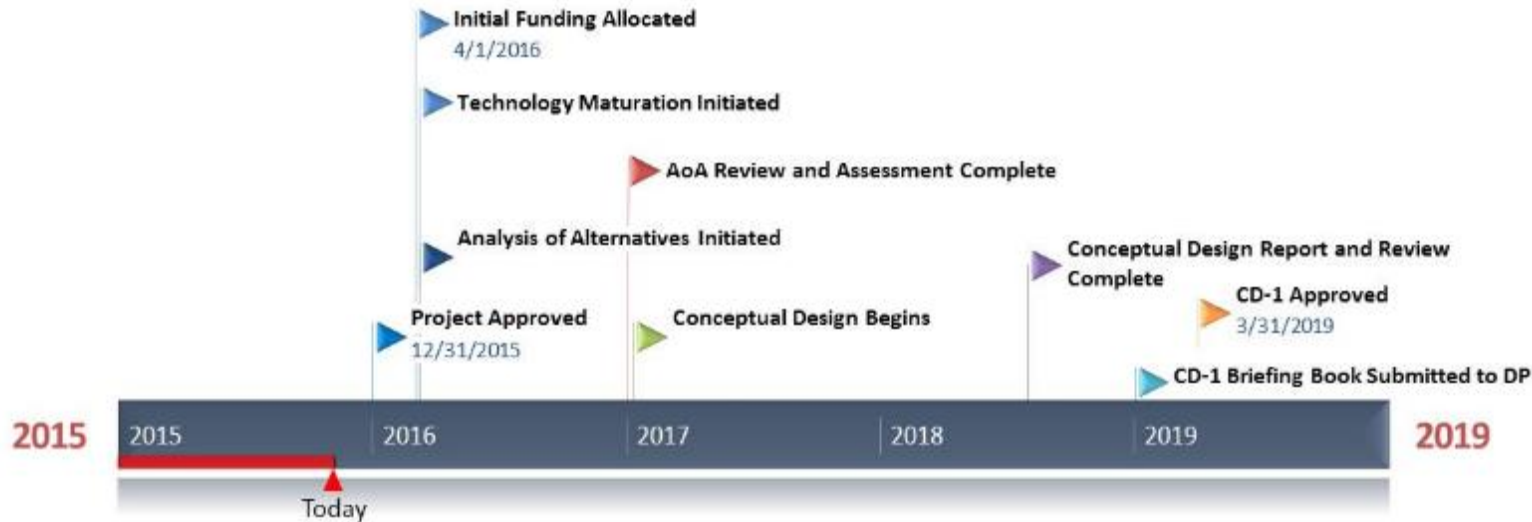 Initial Funding Allocated
4/1/2016
Technology Maturation Initiated
AoA Review and Assessment Complete
Analysis of Alternatives Initiated
Conceptual Design Report and Review
Complete
CD-1 Approved
3/31/2019
Project Approved
12/31/2015
Conceptual Design Begins
CD-1 Briefing Book Submitted to DP
2015 2015 2016 2017 2018 2019 2019
Today